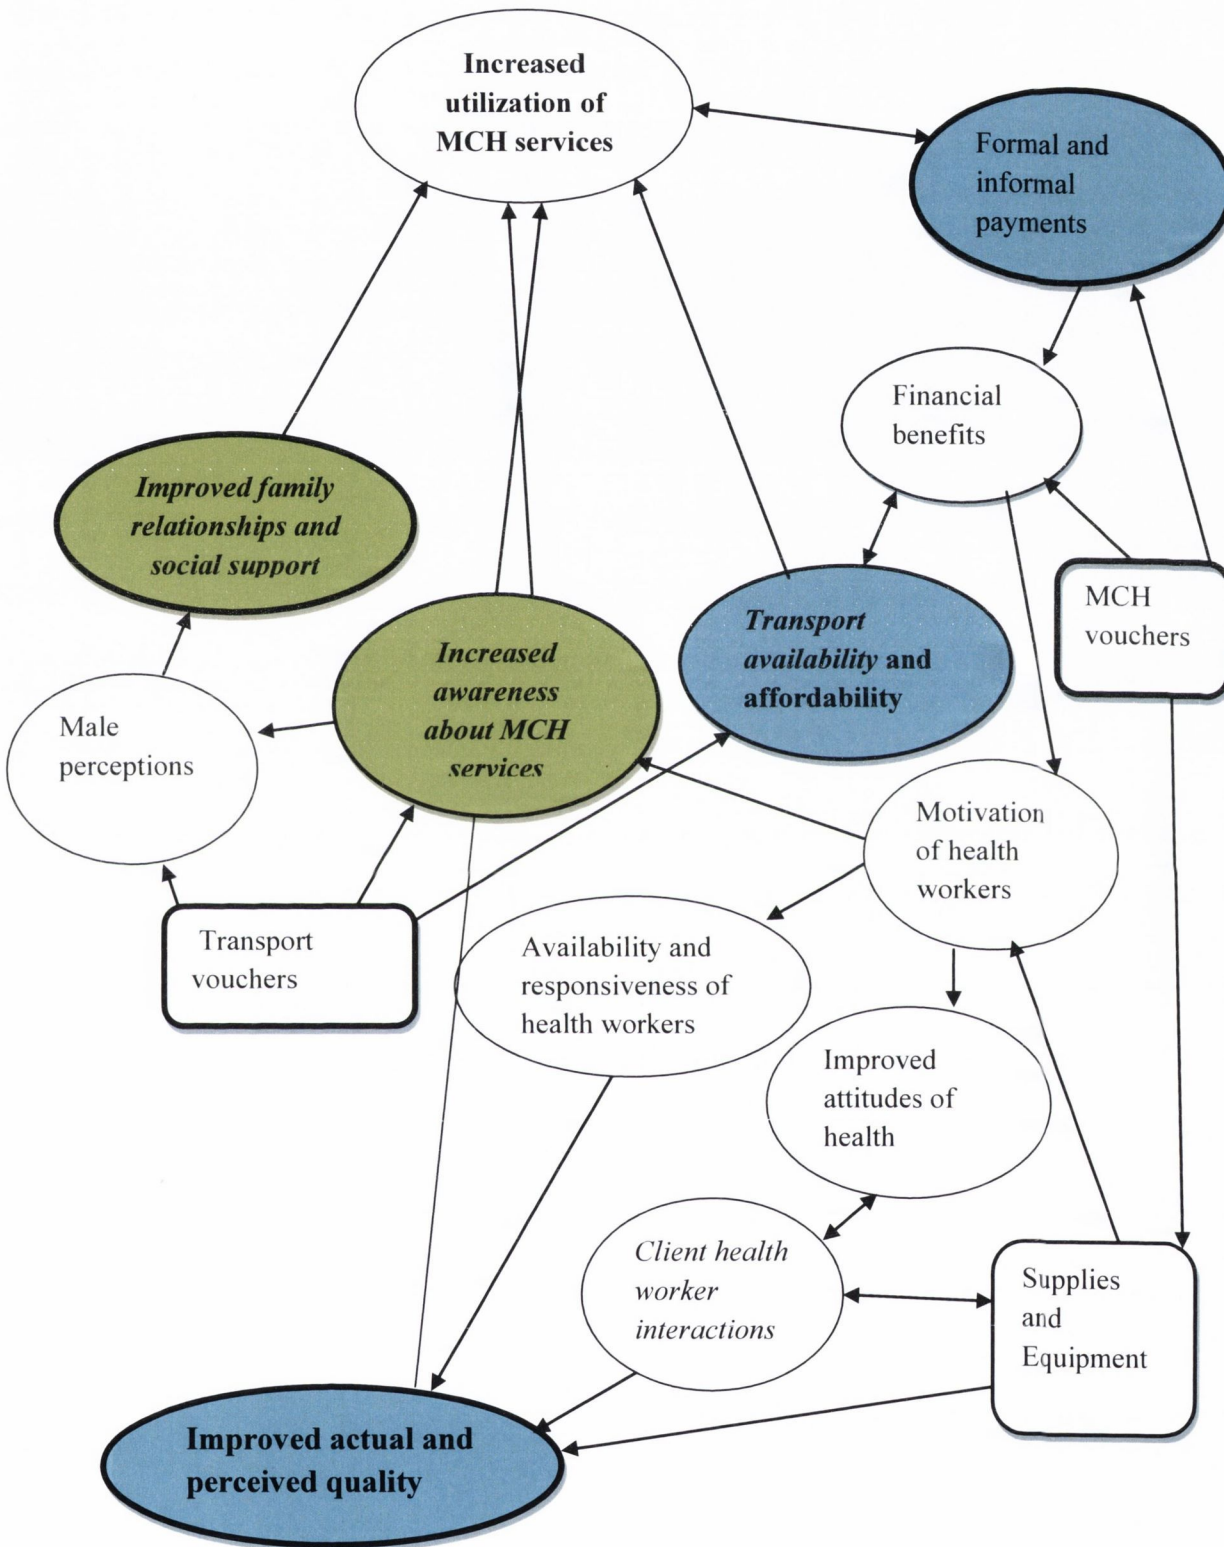 Increased
utilization of
MCH services
Formal and
informal
payments
Financial
benefits
Improved family
relationships and
social support
MCH
vouchers
Transport
availability and
affordability
Increased
awareness
about MCH
services
Male
perceptions
Motivation
of health
workers
Transport
vouchers
Availability and
responsiveness of
health workers
Improved
attitudes of
health
Client health
worker
interactions
Supplies
and
Equipment
Improved actual and
perceived quality